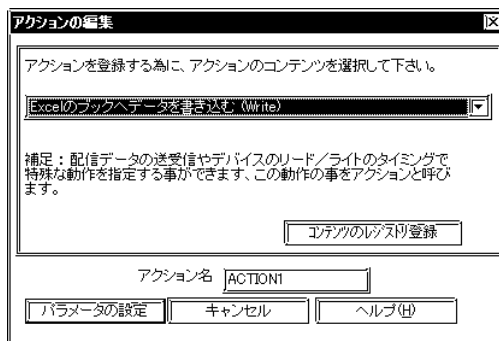 アクションの編集
アクションを登録する為に、アクションのコンテンツを選択して下さい。
Excelのブックへデータを書き込む (Write)
補足：配信データの送受信やデバイスのリード／ライトのタイミングで
特殊な動作を指定する事ができます、この動作の事をアクションと呼び
ます。
コンテンツのレジストリ登録
アクション名 ACTION1
パラメータの設定 キャンセル ヘルプ(H)